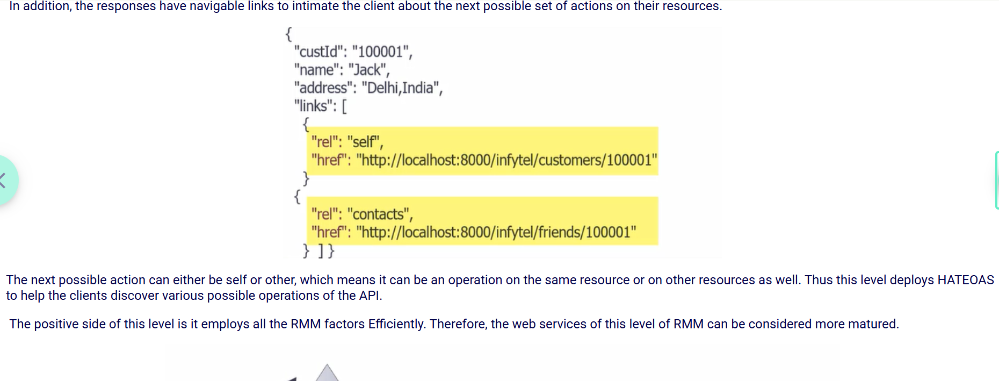 In addition, the responses have navigable links to intimate the client about the next possible set of actions on their resources.
{
"custId": "100001",
"name": "Jack",
"address": "Delhi,India",
"links": [
{
"rel": "self",
"href": "http://localhost:8000/infytel/customers/100001"
}
{
"rel": "contacts",
"href": "http://localhost:8000/infytel/friends/100001"
} ]}
The next possible action can either be self or other, which means it can be an operation on the same resource or on other resources as well. Thus this level deploys HATEOAS
to help the clients discover various possible operations of the API.
The positive side of this level is it employs all the RMM factors Efficiently. Therefore, the web services of this level of RMM can be considered more matured.